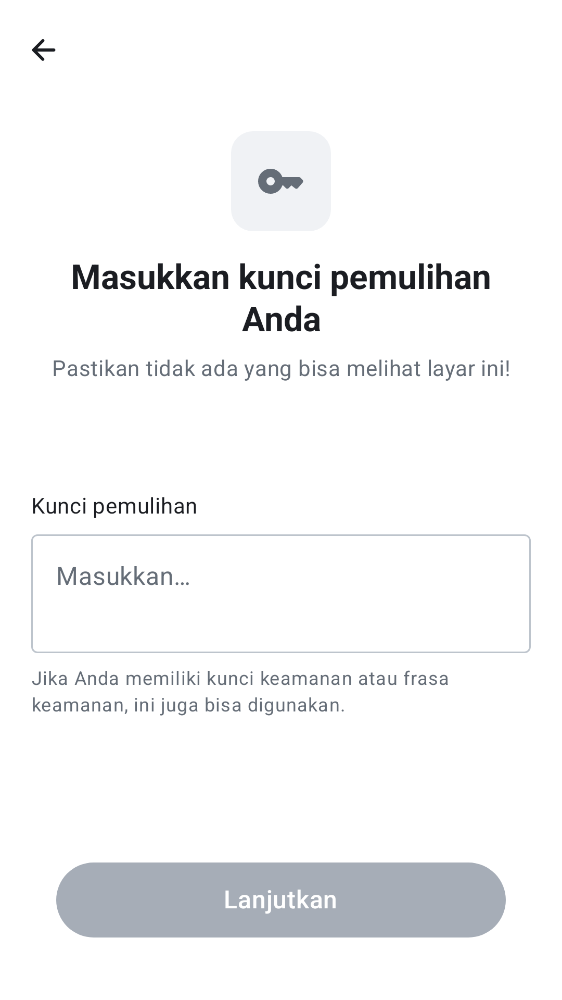 Masukkan kunci pemulihan
Anda
Pastikan tidak ada yang bisa melihat layar ini!
Kunci pemulihan
Masukkan…
Jika Anda memiliki kunci keamanan atau frasa
keamanan, ini juga bisa digunakan.
Lanjutkan